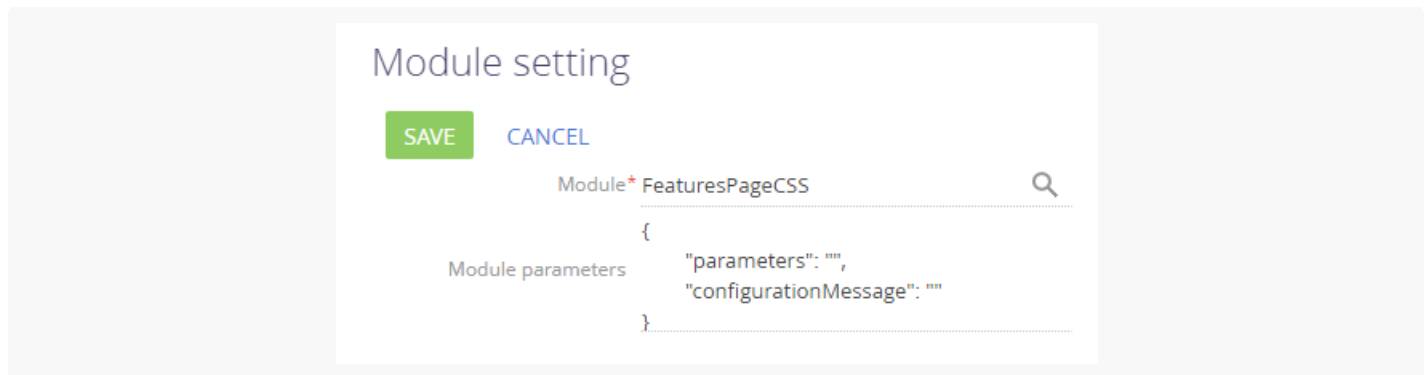 Module setting
SAVE CANCEL
Module* FeaturesPageCSS
Module parameters
{
"parameters": "",
"configurationMessage": ""
}